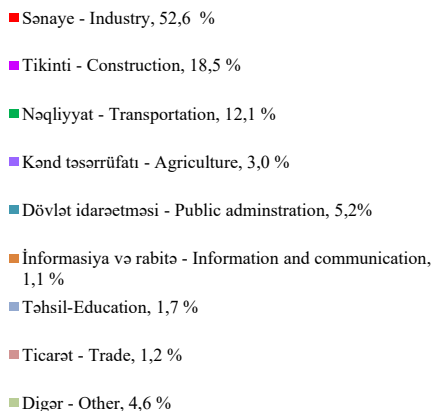 Sənaye - Industry, 52,6 %
Tikinti - Construction, 18,5 %
Nəqliyyat - Transportation, 12,1 %
Kənd təsərrüfatı - Agriculture, 3,0 %
Dövlət idarəetməsi - Public adminstration, 5,2%
İnformasiya və rabitə - Information and communication,
1,1 %
Təhsil-Education, 1,7 %
Ticarət - Trade, 1,2 %
Digər - Other, 4,6 %